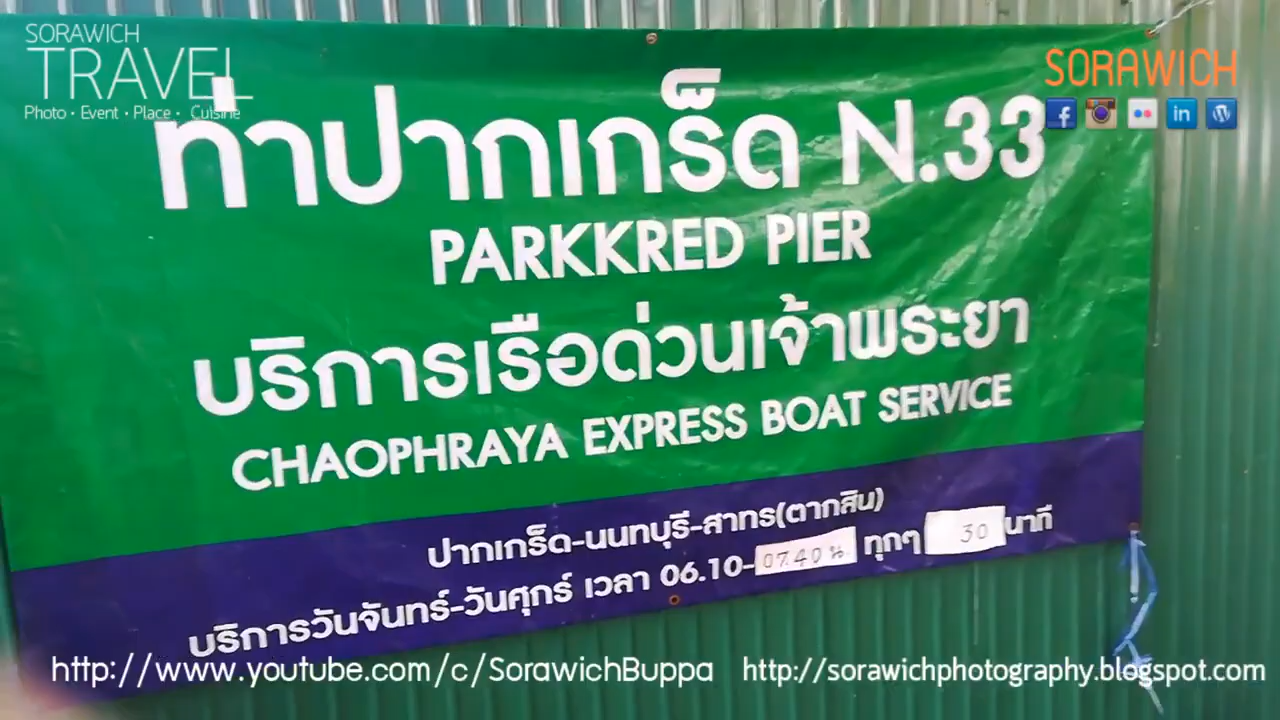 SORAWICH
TRAVEL
Photo · Event · Place · Cuisine
SORAWICH
ท่าปากเกร็ด N.33
PARKKRED PIER
บริการเรือด่วนเจ้าพระยา
CHAOPHRAYA EXPRESS BOAT SERVICE
ปากเกร็ด-นนทบุรี-สาทร(ตากสิน)
บริการวันจันทร์-วันศุกร์ เวลา 06.10-07.40 น. ทุกๆ 30 นาที
http://www.youtube.com/c/SorawichBuppa http://sorawichphotography.blogspot.com